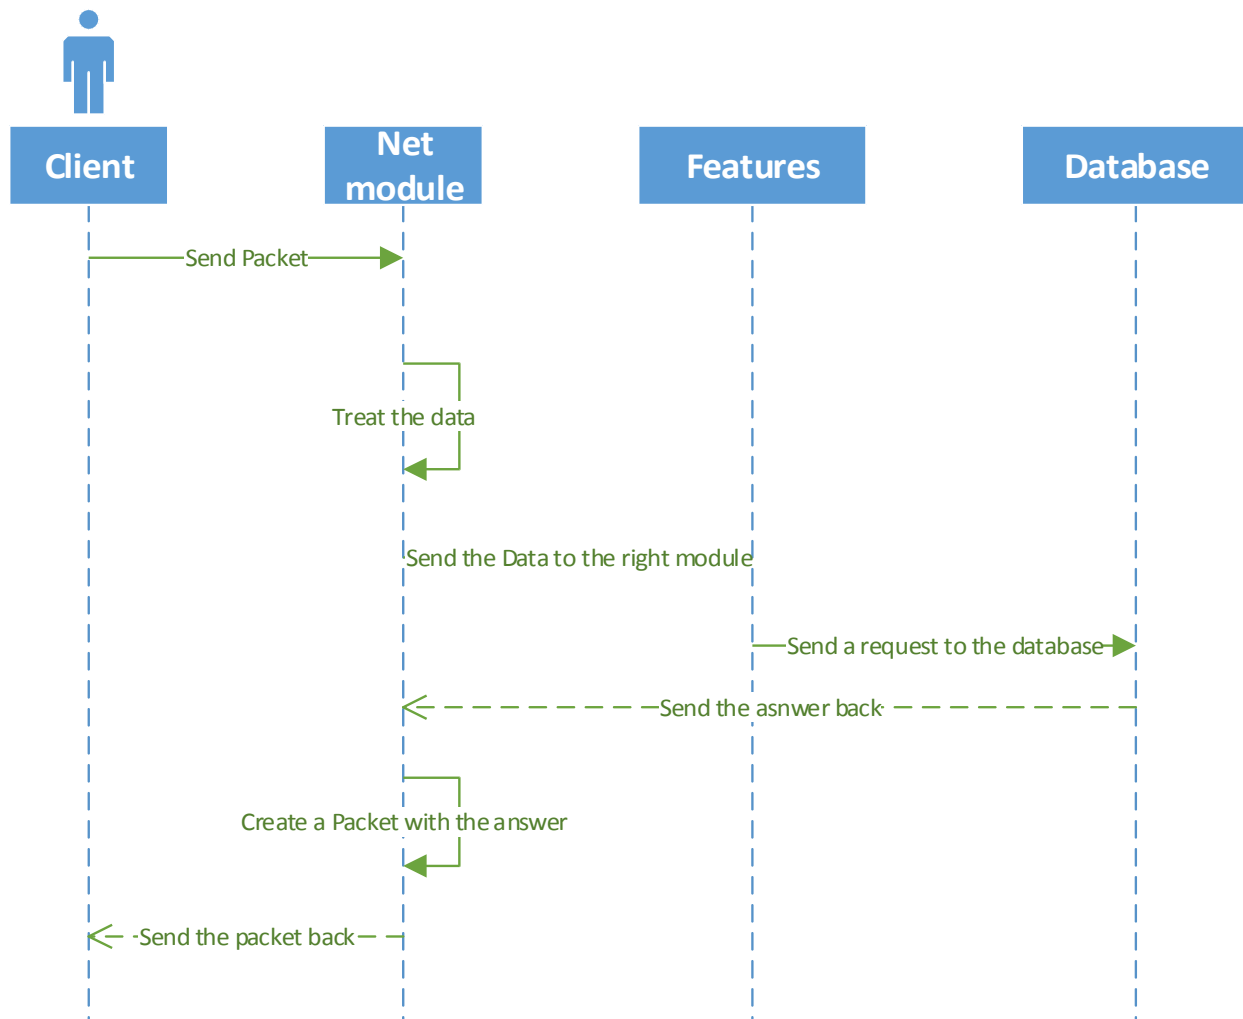 Client
Net
module
Features
Database
Send Packet
Treat the data
Send the Data to the right module
Send a request to the database
Send the asnwer back
Create a Packet with the answer
Send the packet back